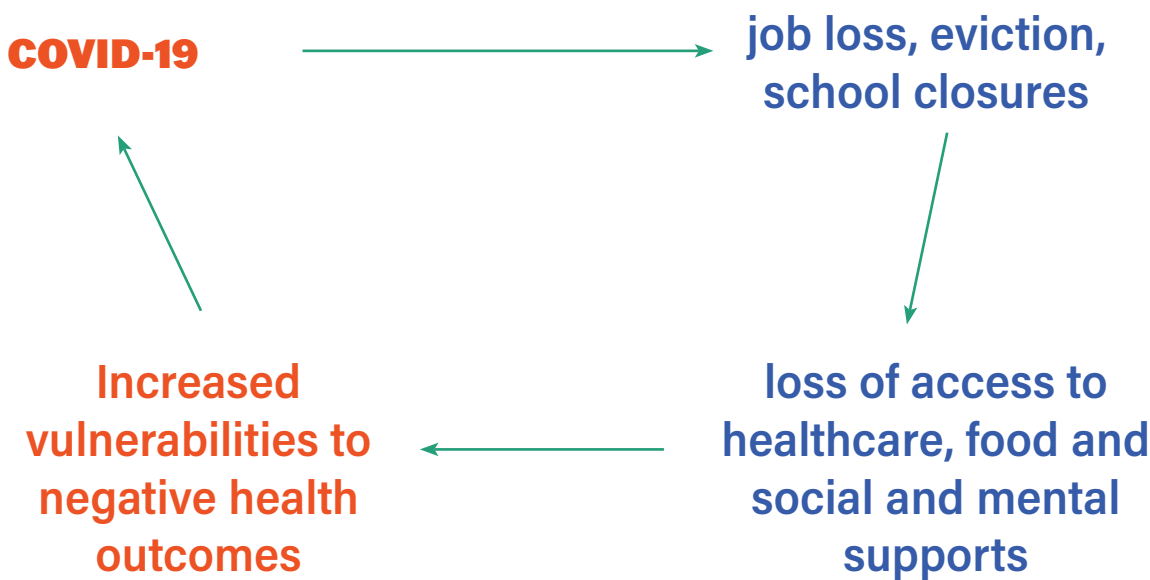 COVID-19
job loss, eviction,
school closures
loss of access to
healthcare, food and
social and mental
supports
Increased
vulnerabilities to
negative health
outcomes